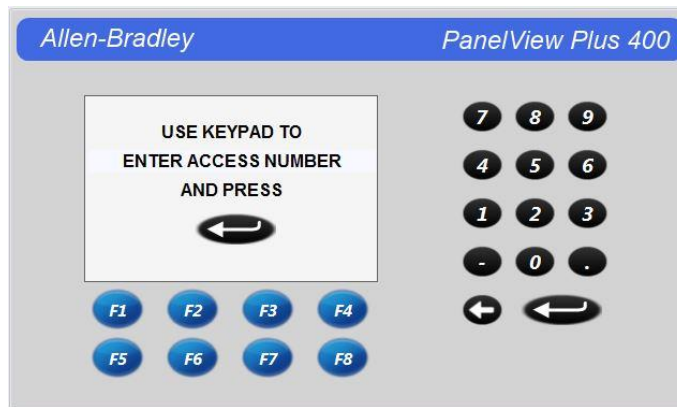 Allen-Bradley PanelView Plus 400
USE KEYPAD TO
ENTER ACCESS NUMBER
AND PRESS
7 8 9
4 5 6
1 2 3
- 0 .
F1 F2 F3 F4
F5 F6 F7 F8